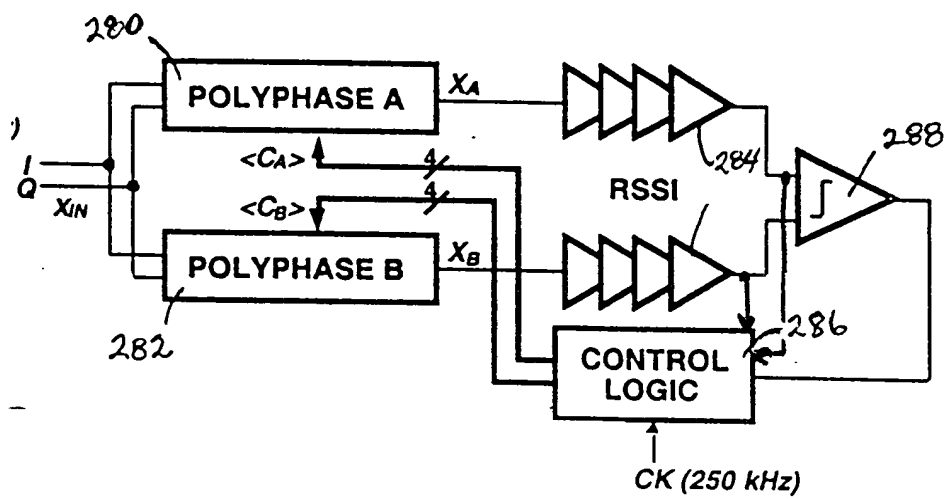 280
POLYPHASE A
XA
)
I
Q
XIN
<CA>
4
4
<CB>
284
RSSI
288
POLYPHASE B
XB
282
286
CONTROL
LOGIC
CK (250 kHz)